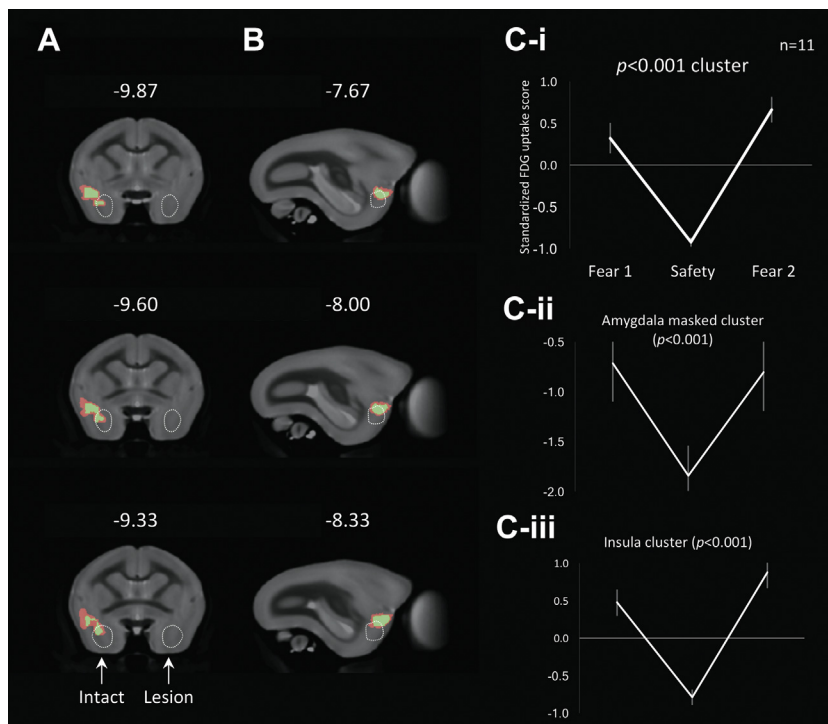 A
B
C-i
n=11
-9.87
-7.67
p<0.001 cluster
Standardized FDG uptake score
1.0
0.5
0.0
-0.5
-1.0
Fear 1
Safety
Fear 2
-9.60
-8.00
C-ii
Amygdala masked cluster
(p<0.001)
-0.5
-1.0
-1.5
-2.0
-9.33
-8.33
Intact
Lesion
C-iii
Insula cluster (p<0.001)
1.0
0.5
0.0
-0.5
-1.0